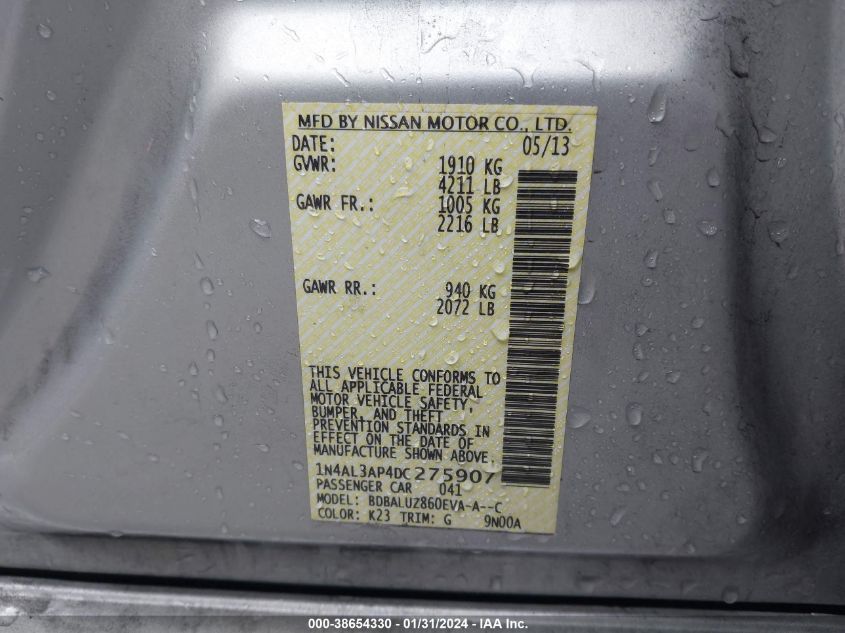 MFD BY NISSAN MOTOR CO., LTD.
DATE: 05/13
GVWR: 1910 KG
4211 LB
GAWR FR.: 1005 KG
2216 LB
GAWR RR.: 940 KG
2072 LB
THIS VEHICLE CONFORMS TO
ALL APPLICABLE FEDERAL
MOTOR VEHICLE SAFETY,
BUMPER, AND THEFT
PREVENTION STANDARDS IN
EFFECT ON THE DATE OF
MANUFACTURE SHOWN ABOVE.
1N4AL3AP4DC275907
PASSENGER CAR 041
MODEL: BDBALUZ860EVA-A--C
COLOR: K23 TRIM: G 9N00A
000-38654330 - 01/31/2024 - IAA Inc.